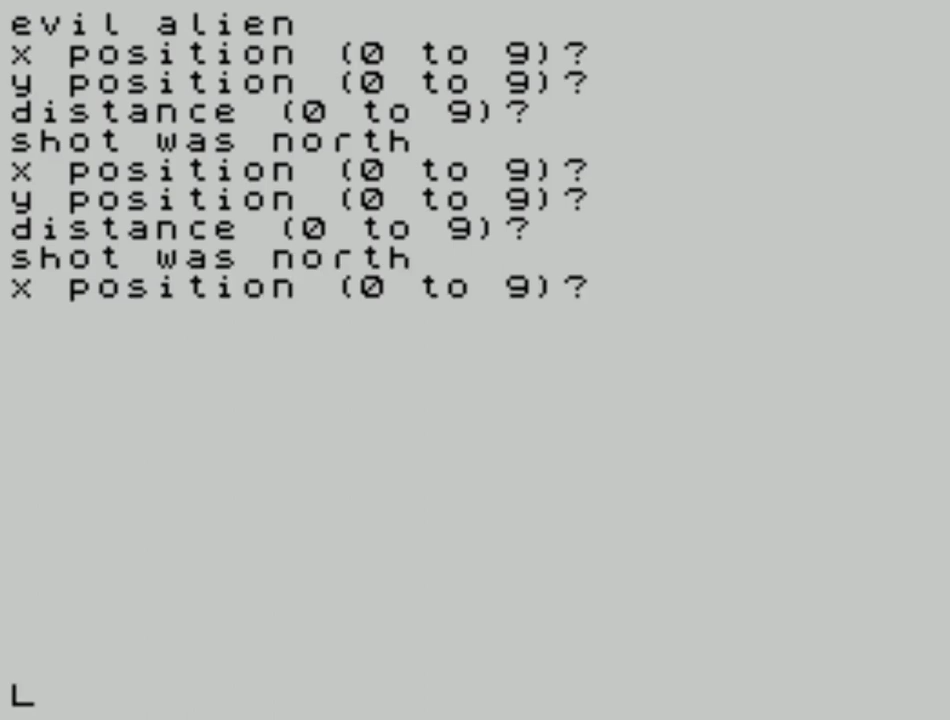 evil alien
x position (0 to 9)?
y position (0 to 9)?
distance (0 to 9)?
shot was north
x position (0 to 9)?
y position (0 to 9)?
distance (0 to 9)?
shot was north
x position (0 to 9)?
L